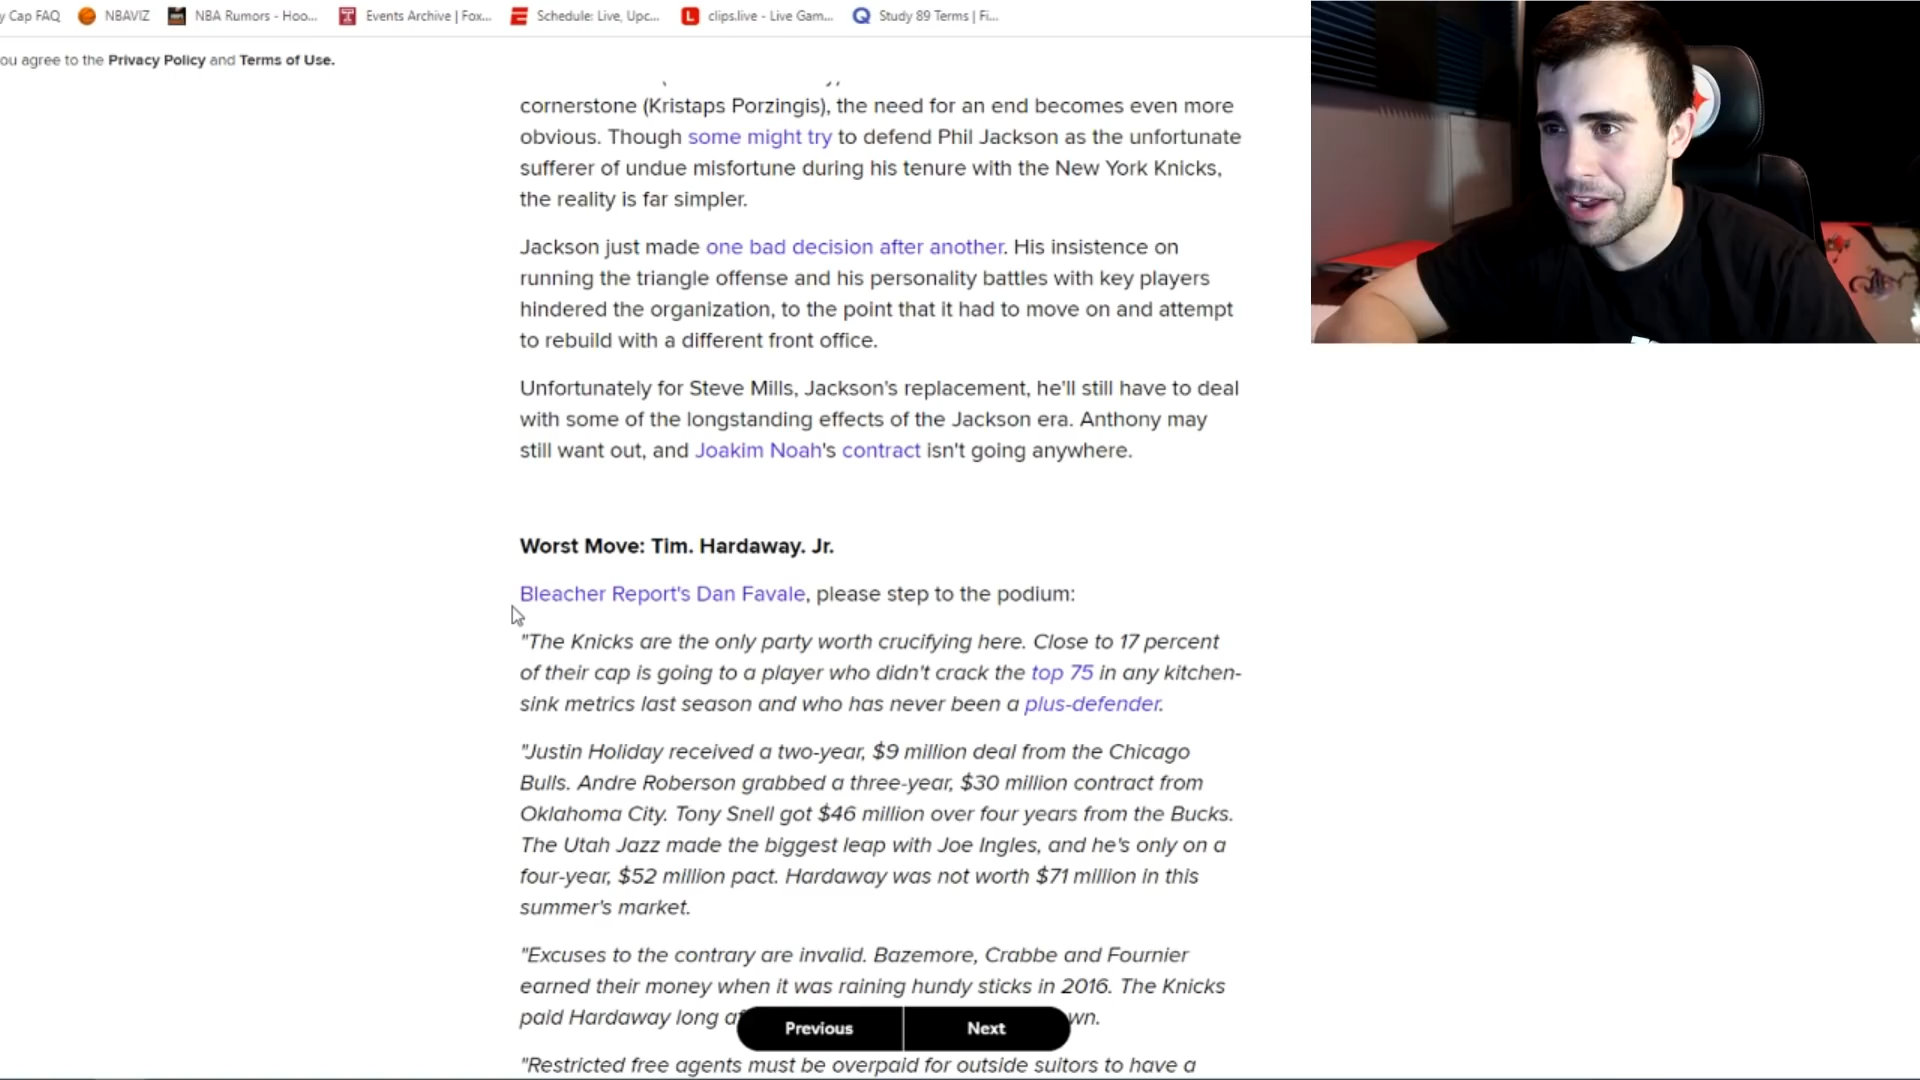 y Cap FAQ NBAVIZ NBA Rumors - Hoo... Events Archive | Fox... Schedule: Live, Upc... clips.live - Live Gam... Study 89 Terms | Fi...
ou agree to the Privacy Policy and Terms of Use.
cornerstone (Kristaps Porzingis), the need for an end becomes even more
obvious. Though some might try to defend Phil Jackson as the unfortunate
sufferer of undue misfortune during his tenure with the New York Knicks,
the reality is far simpler.
Jackson just made one bad decision after another. His insistence on
running the triangle offense and his personality battles with key players
hindered the organization, to the point that it had to move on and attempt
to rebuild with a different front office.
Unfortunately for Steve Mills, Jackson's replacement, he'll still have to deal
with some of the longstanding effects of the Jackson era. Anthony may
still want out, and Joakim Noah's contract isn't going anywhere.
Worst Move: Tim. Hardaway. Jr.
Bleacher Report's Dan Favale, please step to the podium:
"The Knicks are the only party worth crucifying here. Close to 17 percent
of their cap is going to a player who didn't crack the top 75 in any kitchen-
sink metrics last season and who has never been a plus-defender.
"Justin Holiday received a two-year, $9 million deal from the Chicago
Bulls. Andre Roberson grabbed a three-year, $30 million contract from
Oklahoma City. Tony Snell got $46 million over four years from the Bucks.
The Utah Jazz made the biggest leap with Joe Ingles, and he's only on a
four-year, $52 million pact. Hardaway was not worth $71 million in this
summer's market.
"Excuses to the contrary are invalid. Bazemore, Crabbe and Fournier
earned their money when it was raining hundy sticks in 2016. The Knicks
paid Hardaway long a wn.
Previous Next
"Restricted free agents must be overpaid for outside suitors to have a